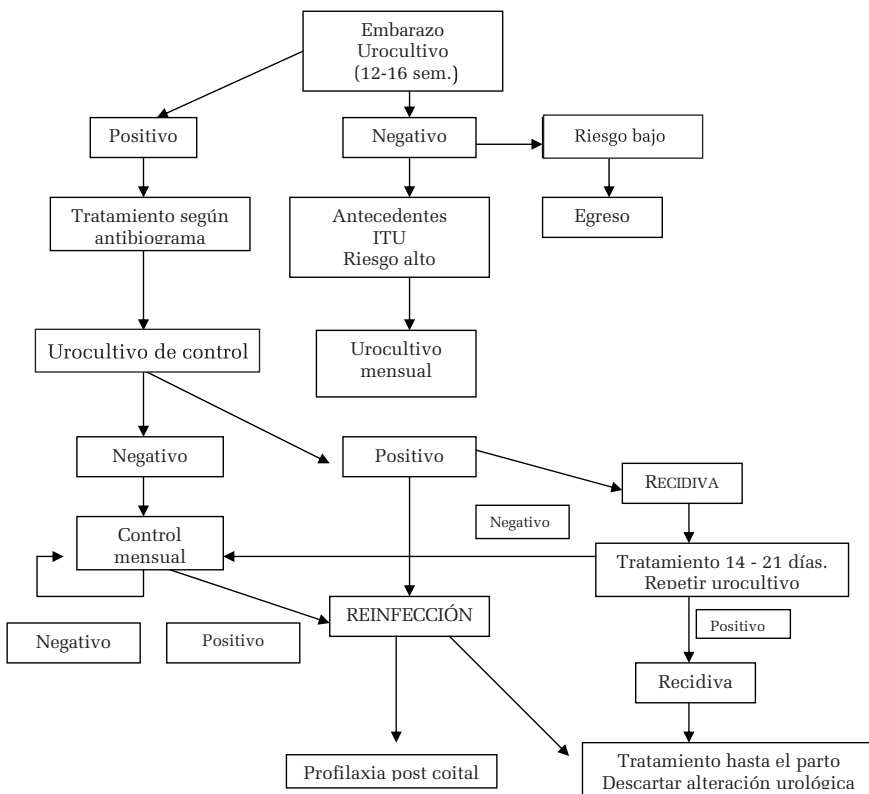 Embarazo
Urocultivo
(12-16 sem.)
Positivo
Negativo
Riesgo bajo
Tratamiento según
antibiograma
Antecedentes
ITU
Riesgo alto
Egreso
Urocultivo de control
Urocultivo
mensual
Negativo
Positivo
RECIDIVA
Negativo
Control
mensual
Tratamiento 14 - 21 días.
Repetir urocultivo
REINFECCIÓN
Positivo
Negativo
Positivo
Recidiva
Profilaxia post coital
Tratamiento hasta el parto
Descartar alteración urológica